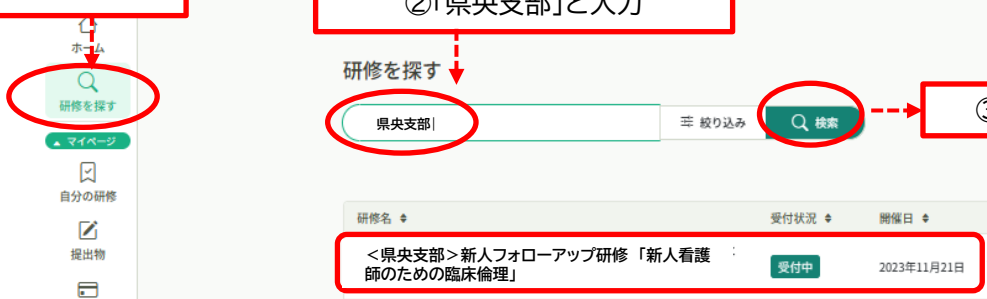 ②「県央支部」と入力
ホーム
研修を探す
研修を探す
県央支部
絞り込み
検索
③
マイページ
自分の研修
提出物
研修名
受付状況
開催日
<県央支部>新人フォローアップ研修 「新人看護
師のための臨床倫理」
受付中
2023年11月21日